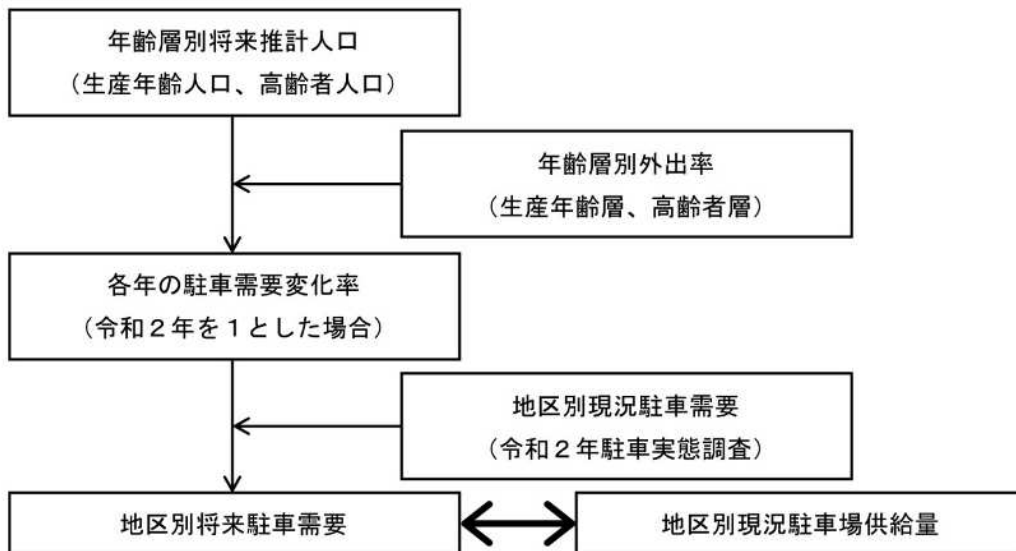 年齢層別将来推計人口
（生産年齢人口、高齢者人口）
年齢層別外出率
（生産年齢層、高齢者層）
各年の駐車需要変化率
（令和２年を１とした場合）
地区別現況駐車需要
（令和２年駐車実態調査）
地区別将来駐車需要
地区別現況駐車場供給量